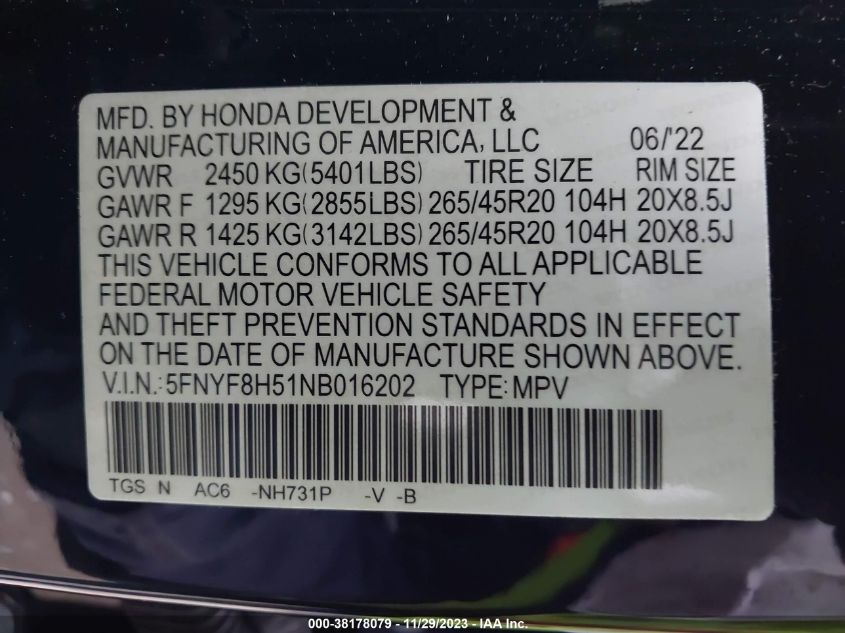 MFD. BY HONDA DEVELOPMENT &
MANUFACTURING OF AMERICA, LLC 06/'22
GVWR 2450 KG(5401LBS) TIRE SIZE RIM SIZE
GAWR F 1295 KG(2855LBS) 265/45R20 104H 20X8.5J
GAWR R 1425 KG(3142LBS) 265/45R20 104H 20X8.5J
THIS VEHICLE CONFORMS TO ALL APPLICABLE
FEDERAL MOTOR VEHICLE SAFETY
AND THEFT PREVENTION STANDARDS IN EFFECT
ON THE DATE OF MANUFACTURE SHOWN ABOVE.
V.I.N.:5FNYF8H51NB016202 TYPE:MPV
TGS N AC6 -NH731P -V -B
000-38178079 - 11/29/2023 - IAA Inc.